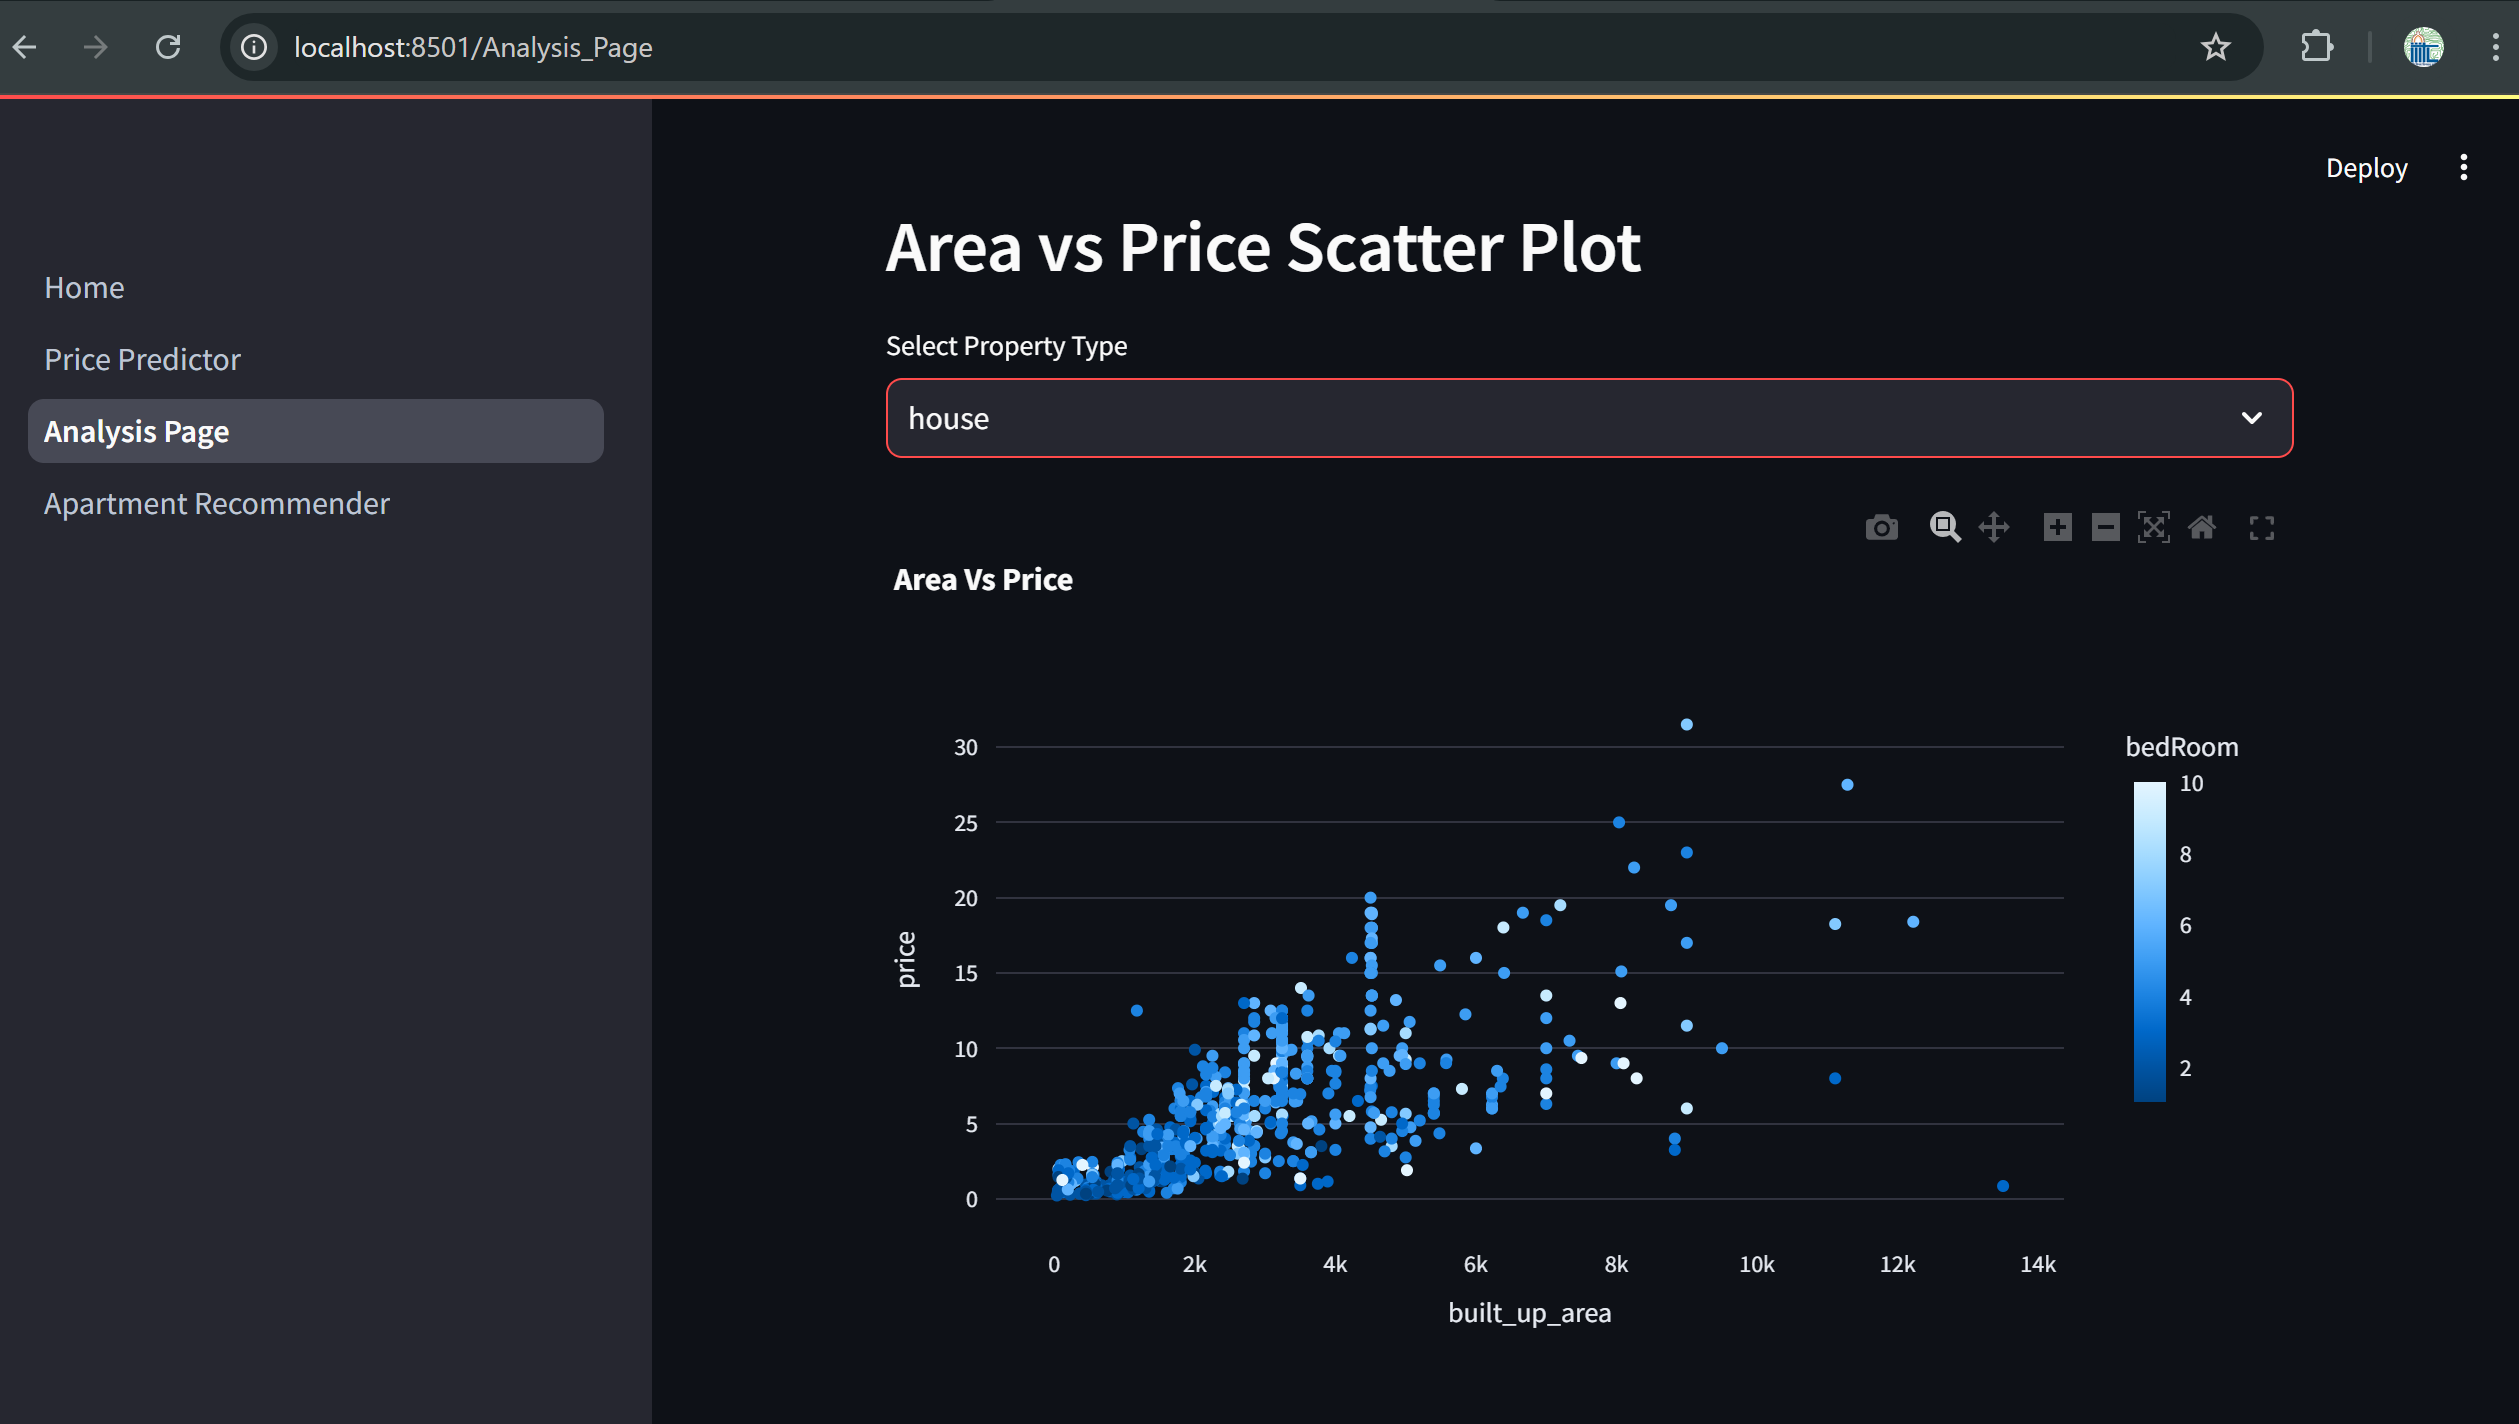 localhost:8501/Analysis_Page
Deploy
Home
Price Predictor
Analysis Page
Apartment Recommender
Area vs Price Scatter Plot
Select Property Type
house
Area Vs Price
30
25
20
15
10
5
0
price
0 2k 4k 6k 8k 10k 12k 14k
built_up_area
bedRoom
10
8
6
4
2